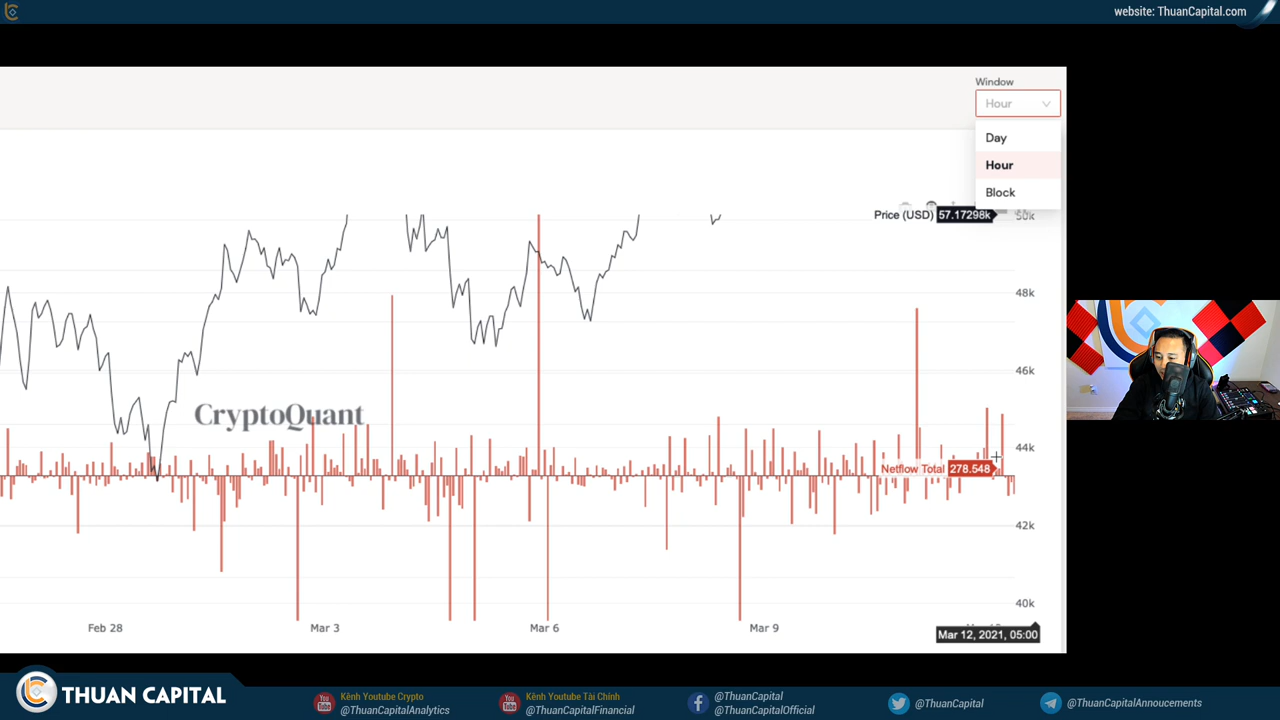 website: ThuanCapital.com
Window
Hour
Day
Hour
Block
Price (USD) 57.17298k
50k
48k
46k
CryptoQuant
44k
Netflow Total 278.548
42k
40k
Feb 28
Mar 3
Mar 6
Mar 9
Mar 12, 2021, 05:00
THUAN CAPITAL
Kênh Youtube Crypto
@ThuanCapitalAnalytics
Kênh Youtube Tài Chính
@ThuanCapitalFinancial
@ThuanCapital
@ThuanCapitalOfficial
@ThuanCapital
@ThuanCapitalAnnoucements